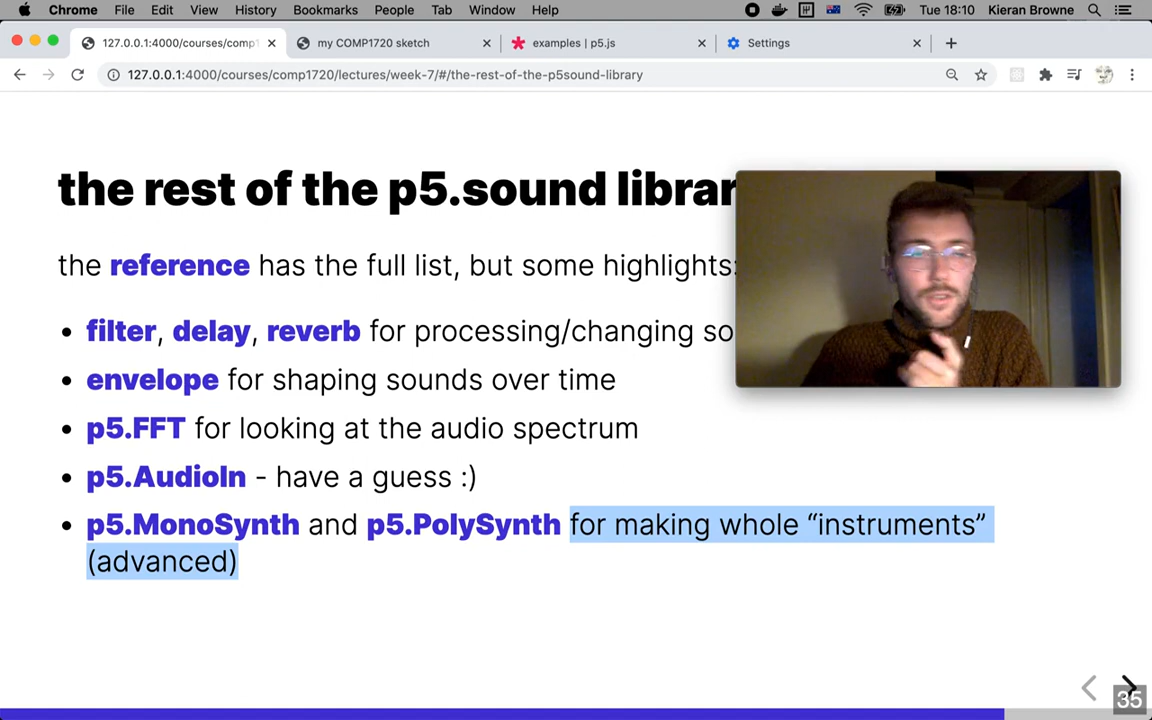 Chrome File Edit View History Bookmarks People Tab Window Help Tue 18:10 Kieran Browne
127.0.0.1:4000/courses/comp1 my COMP1720 sketch examples | p5.js Settings
127.0.0.1:4000/courses/comp1720/lectures/week-7/#/the-rest-of-the-p5sound-library
the rest of the p5.sound librar
the reference has the full list, but some highlights:
• filter, delay, reverb for processing/changing so
• envelope for shaping sounds over time
• p5.FFT for looking at the audio spectrum
• p5.AudioIn - have a guess :)
• p5.MonoSynth and p5.PolySynth for making whole “instruments”
(advanced)
35